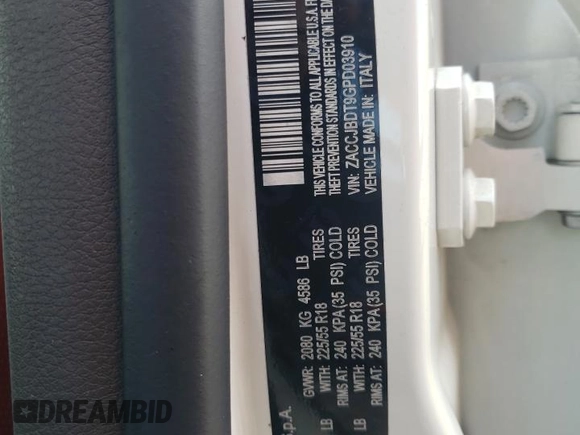 THIS VEHICLE CONFORMS TO ALL APPLICABLE U.S.A.
THEFT PREVENTION STANDARDS IN EFFECT ON THE DA
VIN: ZACCJBDT9GPD03910
VEHICLE MADE IN: ITALY
S.p.A.
GVWR: 2080 KG 4586 LB
LB WITH: 225/55 R18 TIRES
RIMS AT: 240 KPA(35 PSI) COLD
LB WITH: 225/55 R18 TIRES
RIMS AT: 240 KPA(35 PSI) COLD
DREAMBID